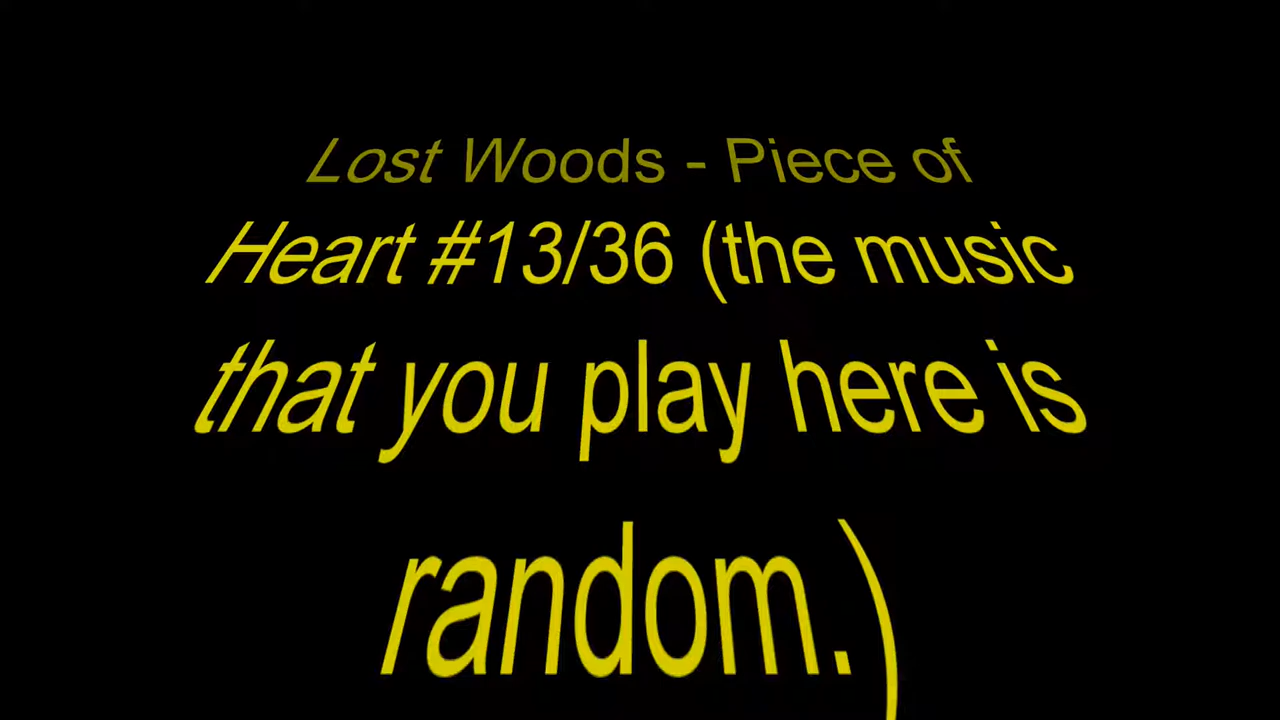 Lost Woods - Piece of
Heart #13/36 (the music
that you play here is
random.)